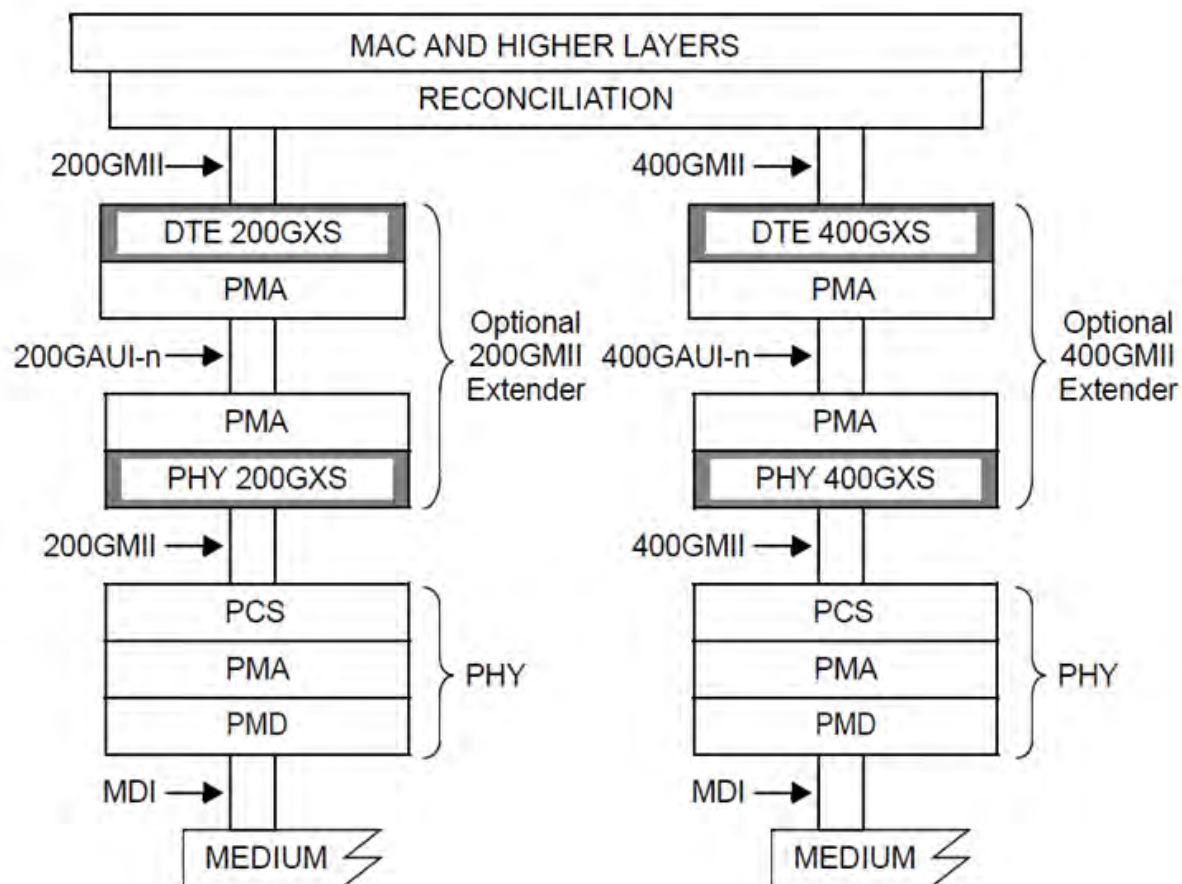 MAC AND HIGHER LAYERS
RECONCILIATION
200GMII
400GMII
DTE 200GXS
DTE 400GXS
PMA
PMA
Optional
200GMII
Extender
Optional
400GMII
Extender
200GAUI-n
400GAUI-n
PMA
PMA
PHY 200GXS
PHY 400GXS
200GMII
400GMII
PCS
PCS
PMA
PHY
PMA
PHY
PMD
PMD
MDI
MDI
MEDIUM
MEDIUM